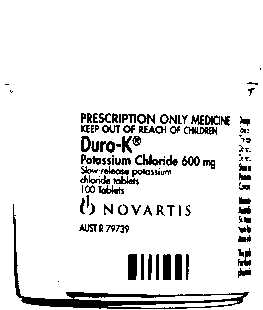 PRESCRIPTION ONLY MEDICINE
KEEP OUT OF REACH OF CHILDREN
Duro-K®
Potassium Chloride 600 mg
Slow-release potassium
chloride tablets
100 Tablets
NOVARTIS
AUST R 79739